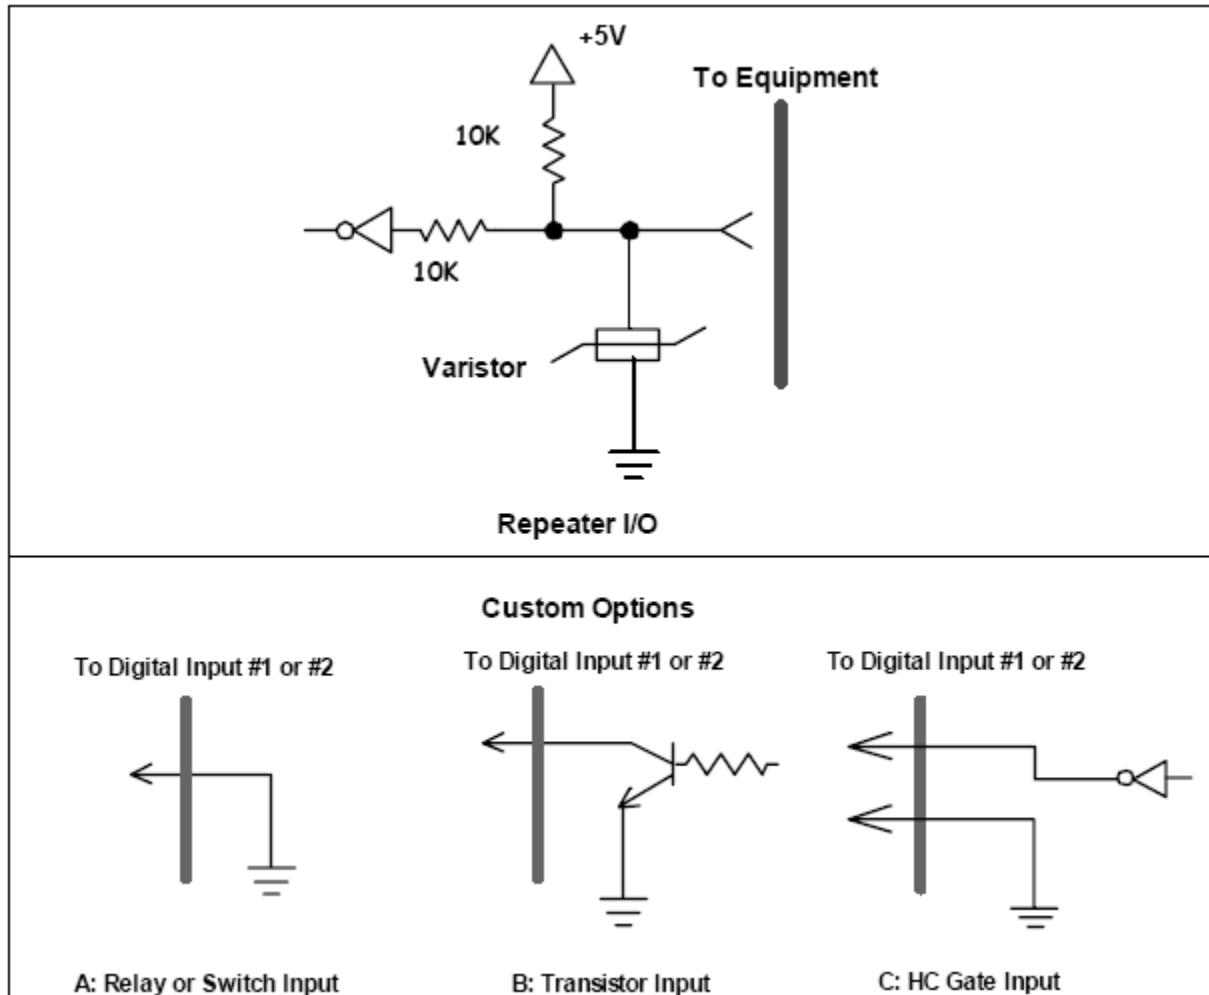 +5V
To Equipment
10K
10K
Varistor
Repeater I/O
Custom Options
To Digital Input #1 or #2
To Digital Input #1 or #2
To Digital Input #1 or #2
A: Relay or Switch Input
B: Transistor Input
C: HC Gate Input